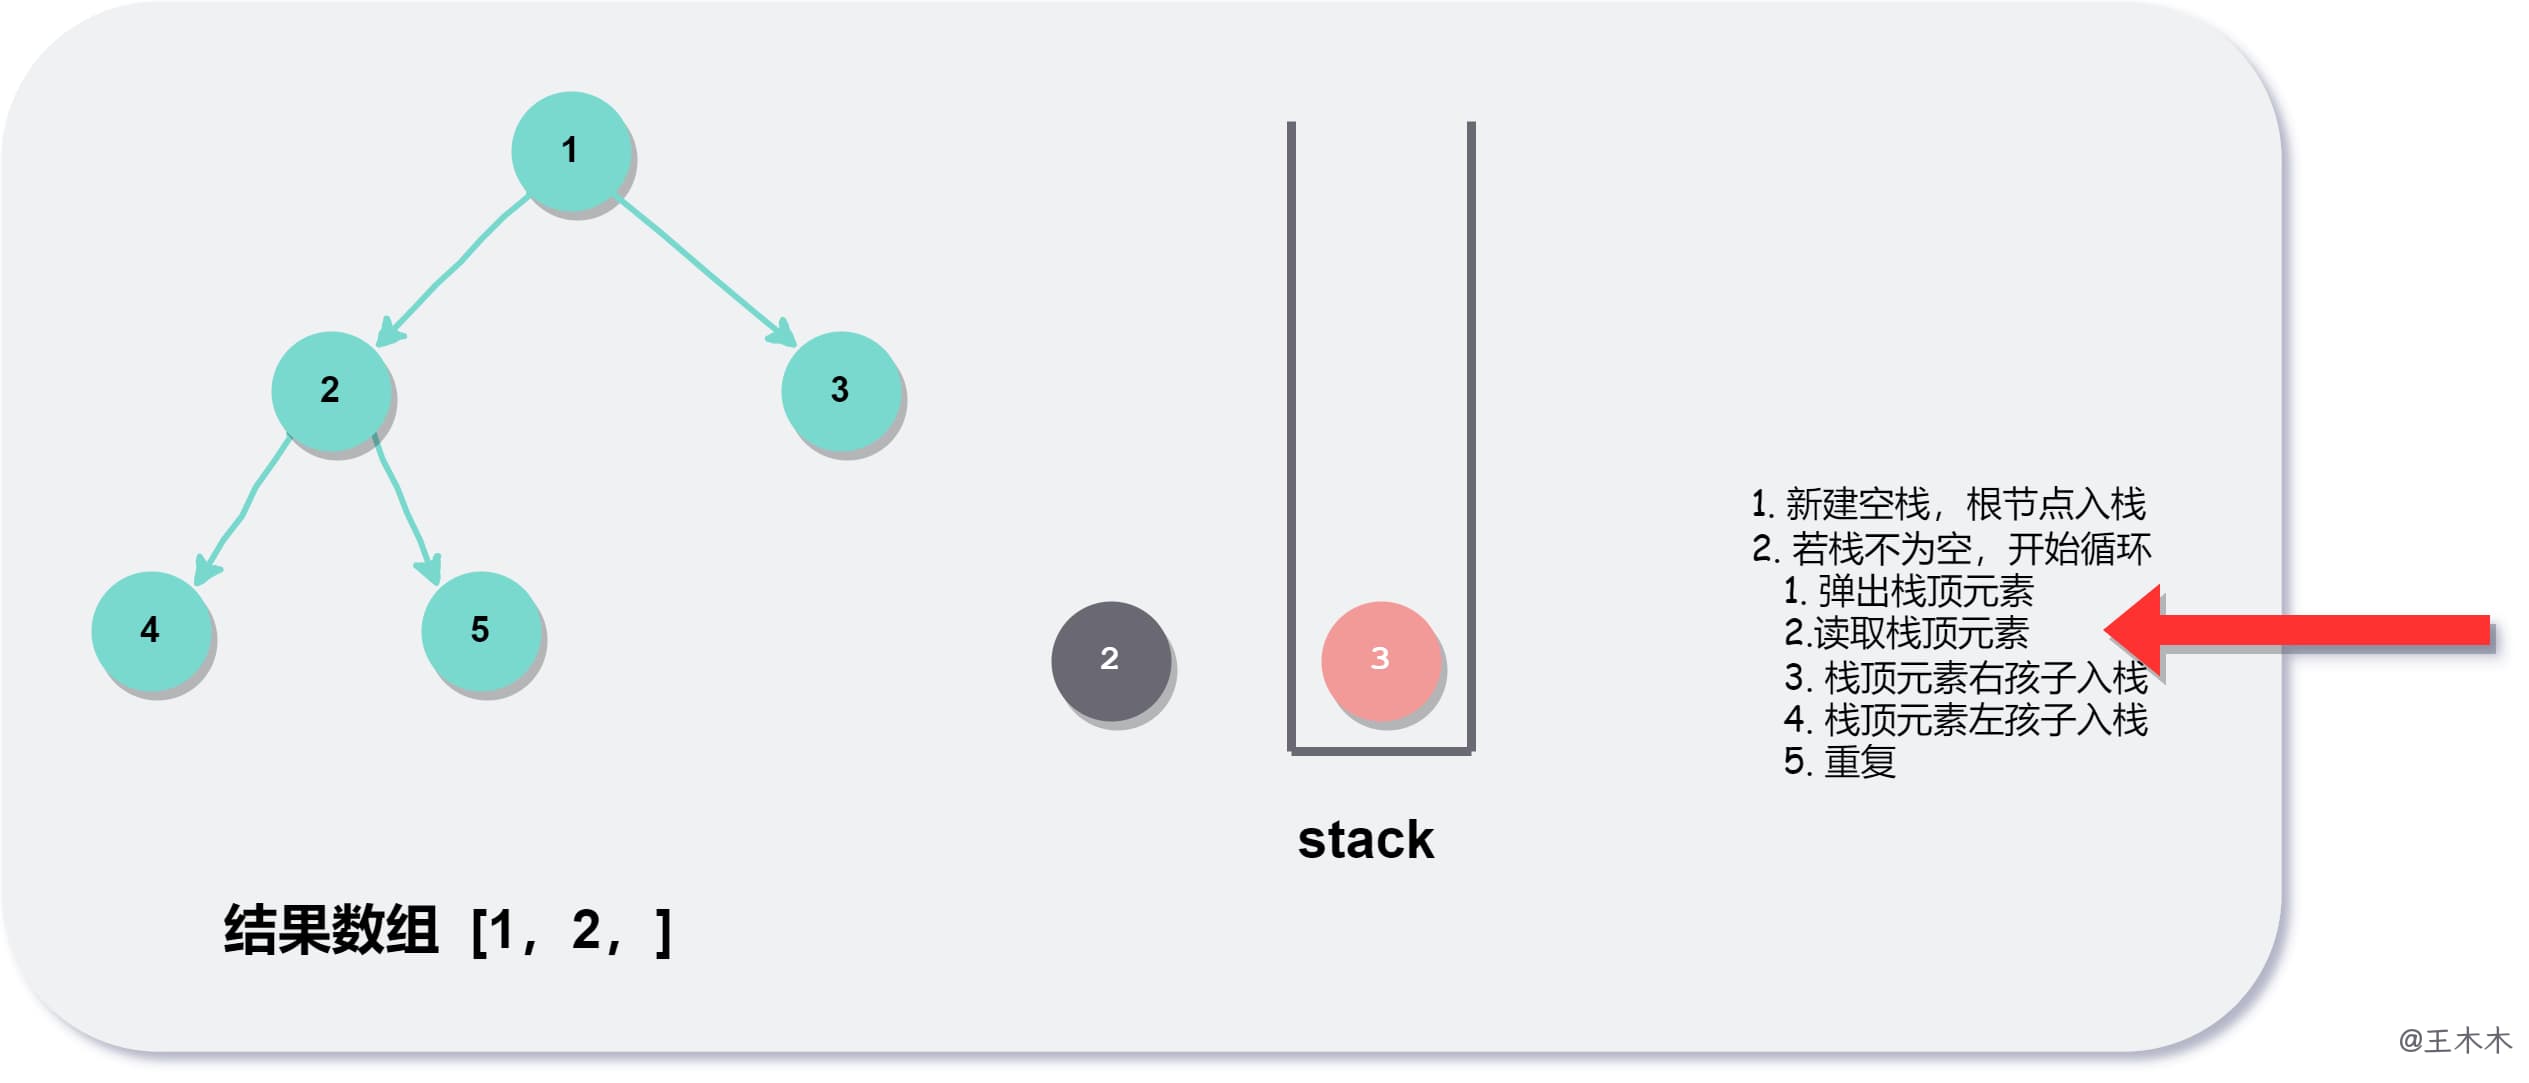 1
2
3
4
5
2
3
stack
1. 新建空栈，根节点入栈
2. 若栈不为空，开始循环
1. 弹出栈顶元素
2.读取栈顶元素
3. 栈顶元素右孩子入栈
4. 栈顶元素左孩子入栈
5. 重复
结果数组 [1，2，]
@王木木